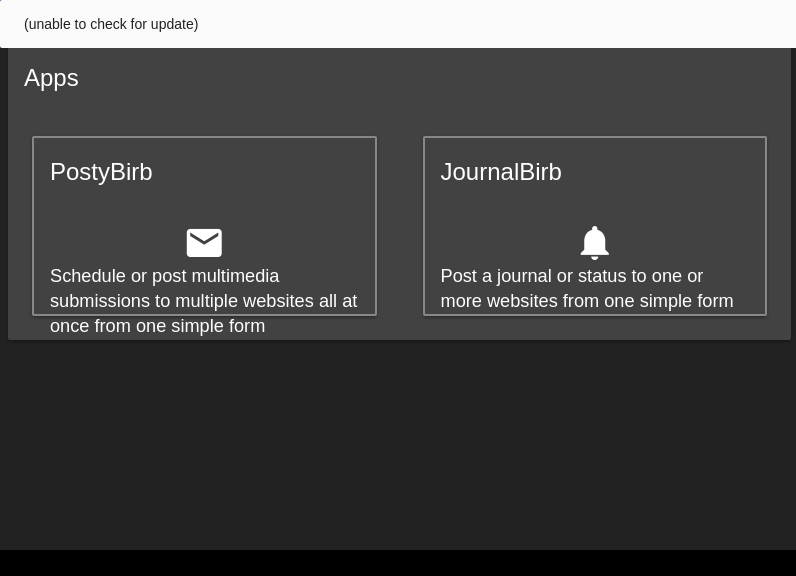 (unable to check for update)
Apps
PostyBirb
Schedule or post multimedia
submissions to multiple websites all at
once from one simple form
JournalBirb
Post a journal or status to one or
more websites from one simple form